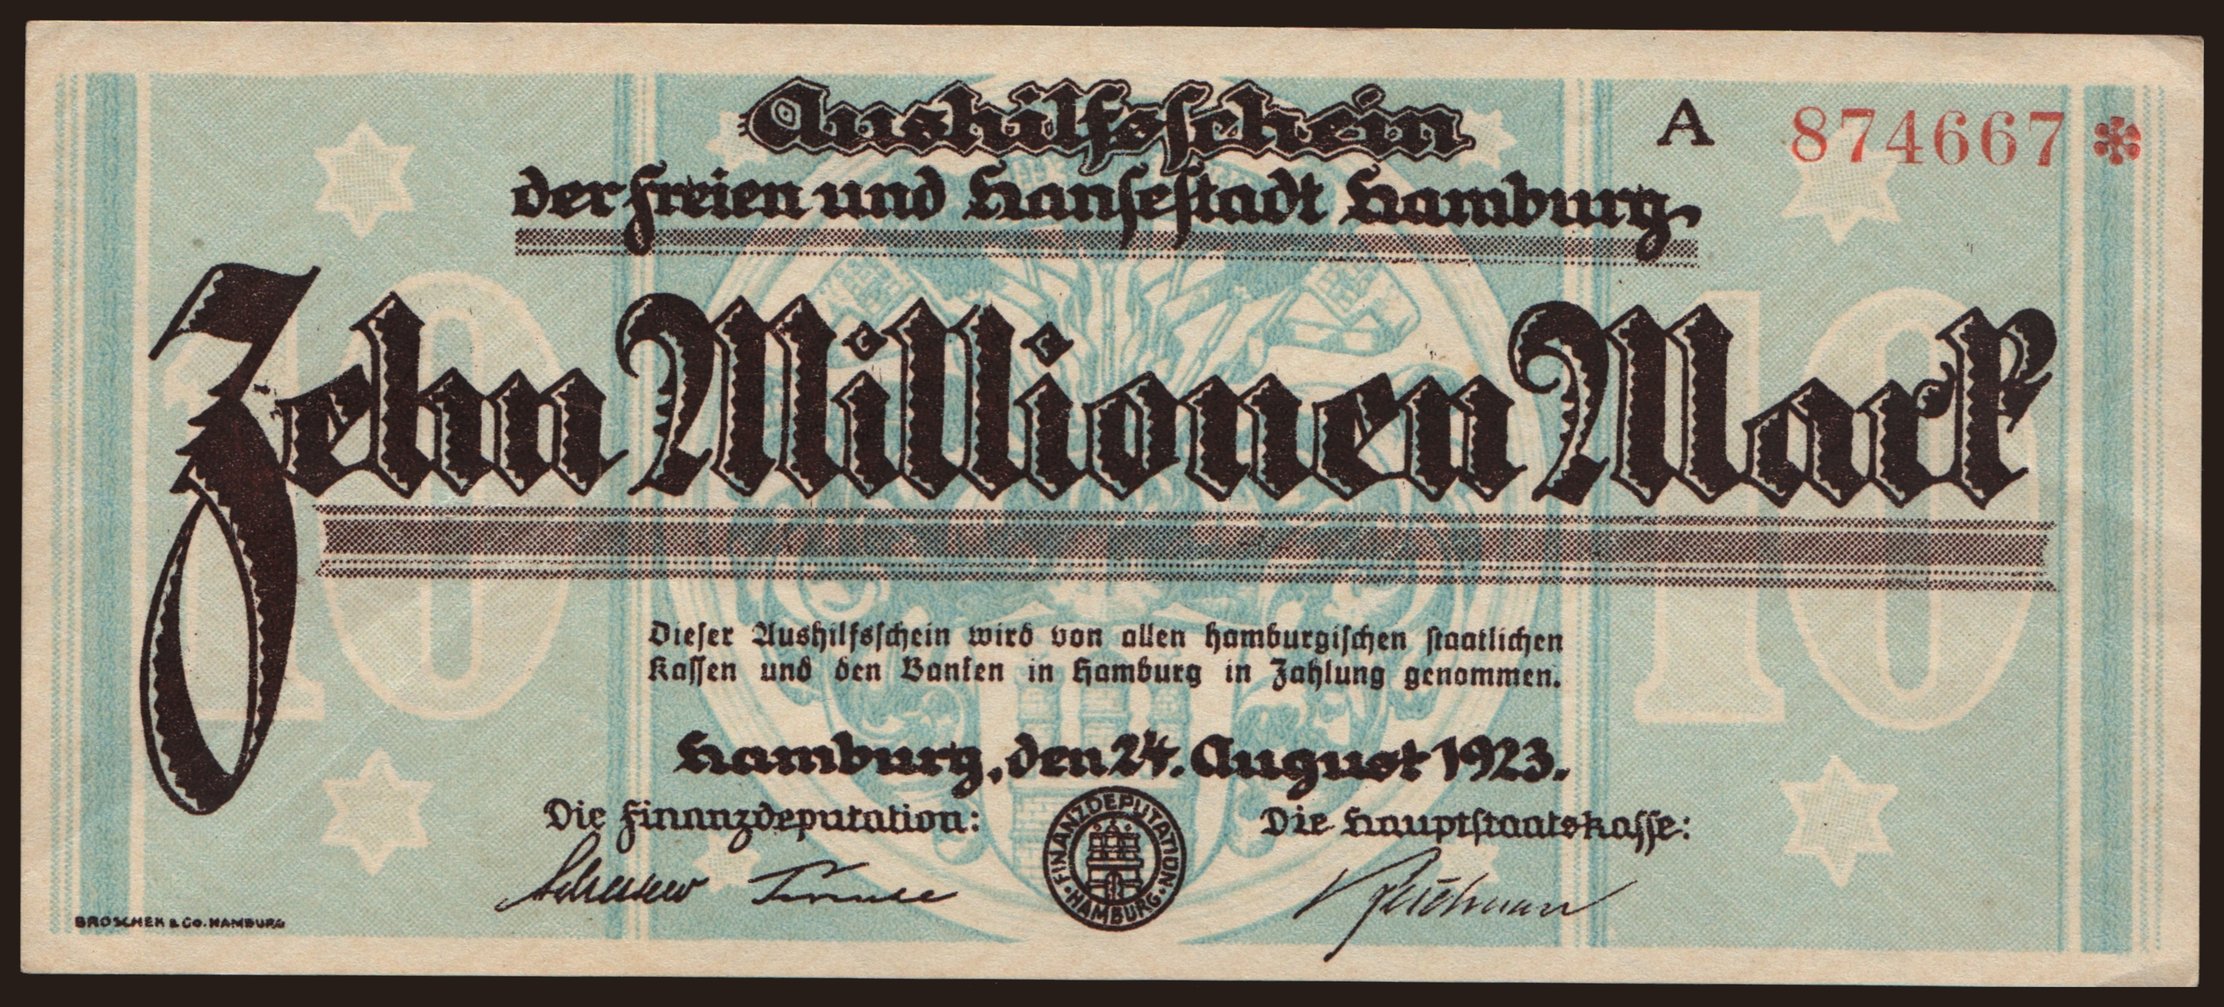 Aushilfsschein
A 874667 *
der Freien und Hansestadt Hamburg.
10 10
Zehn Millionen Mark
Dieser Aushilfsschein wird von allen hamburgischen staatlichen
Kassen und den Banken in Hamburg in Zahlung genommen.
Hamburg, den 24. August 1923.
Die Finanzdeputation:
Die Hauptstaatskasse:
FINANZDEPUTATION · HAMBURG ·
BROSCHEK & CO. HAMBURG